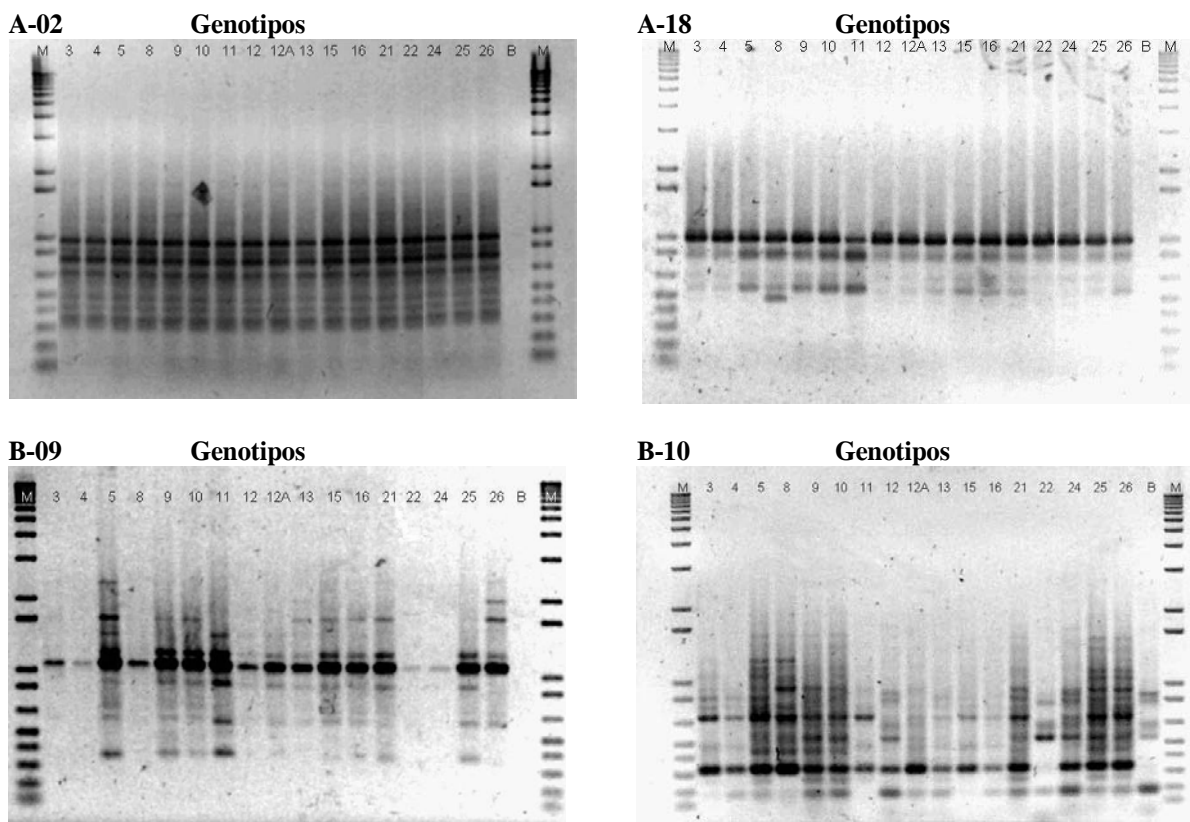 A-02 Genotipos
M 3 4 5 8 9 10 11 12 12A 13 15 16 21 22 24 26 B M
A-18 Genotipos
M 3 4 5 8 9 10 11 12 12A 13 15 16 21 22 24 25 26 B M
B-09 Genotipos
M 3 4 5 8 9 10 11 12 12A 13 15 16 21 22 24 25 26 B M
B-10 Genotipos
M 3 4 5 8 9 10 11 12 12A 13 15 16 21 22 24 25 26 B M